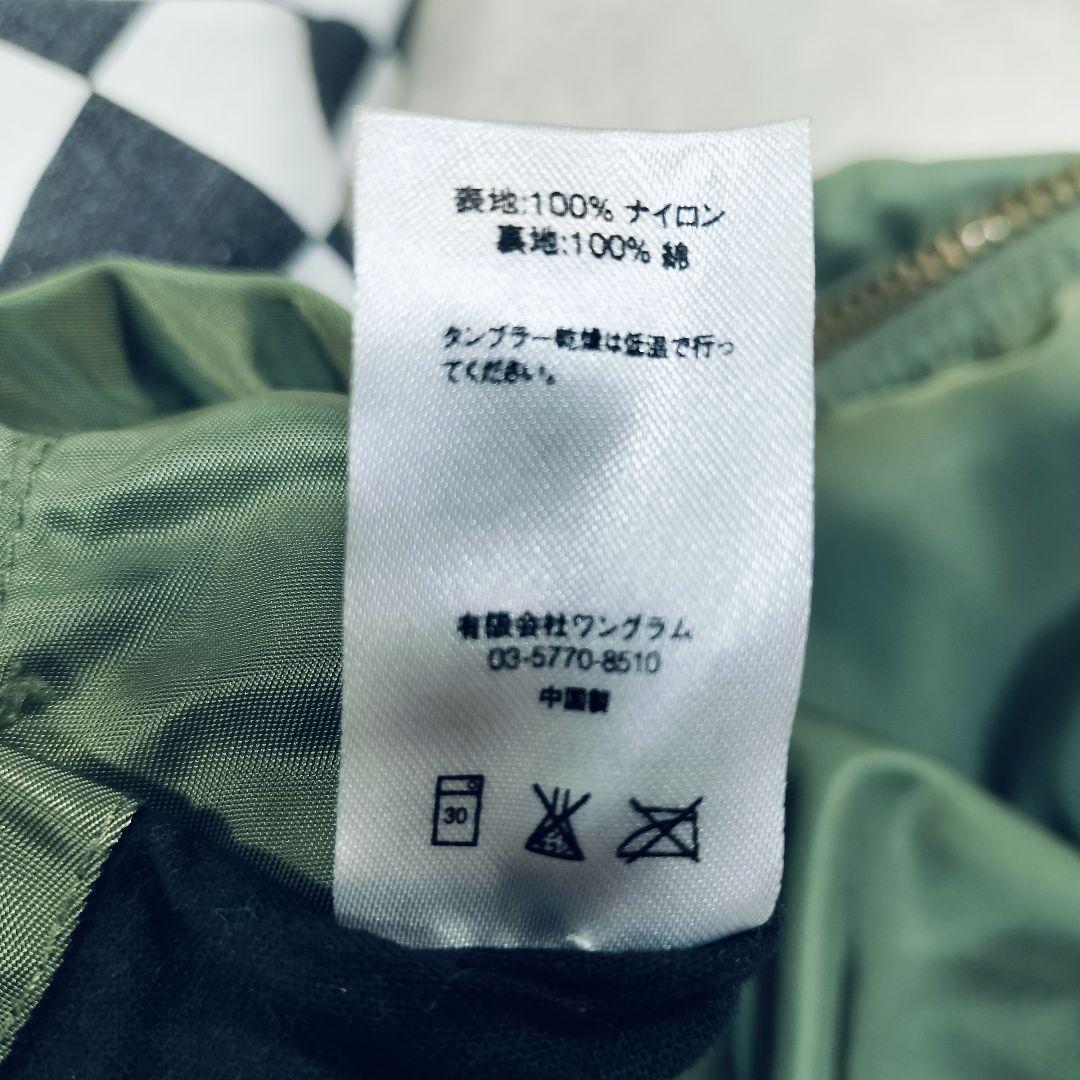 表地:100% ナイロン
裏地:100% 綿
タンブラー乾燥は低温で行っ
てください。
有限会社ワングラム
03-5770-8510
中国製
30